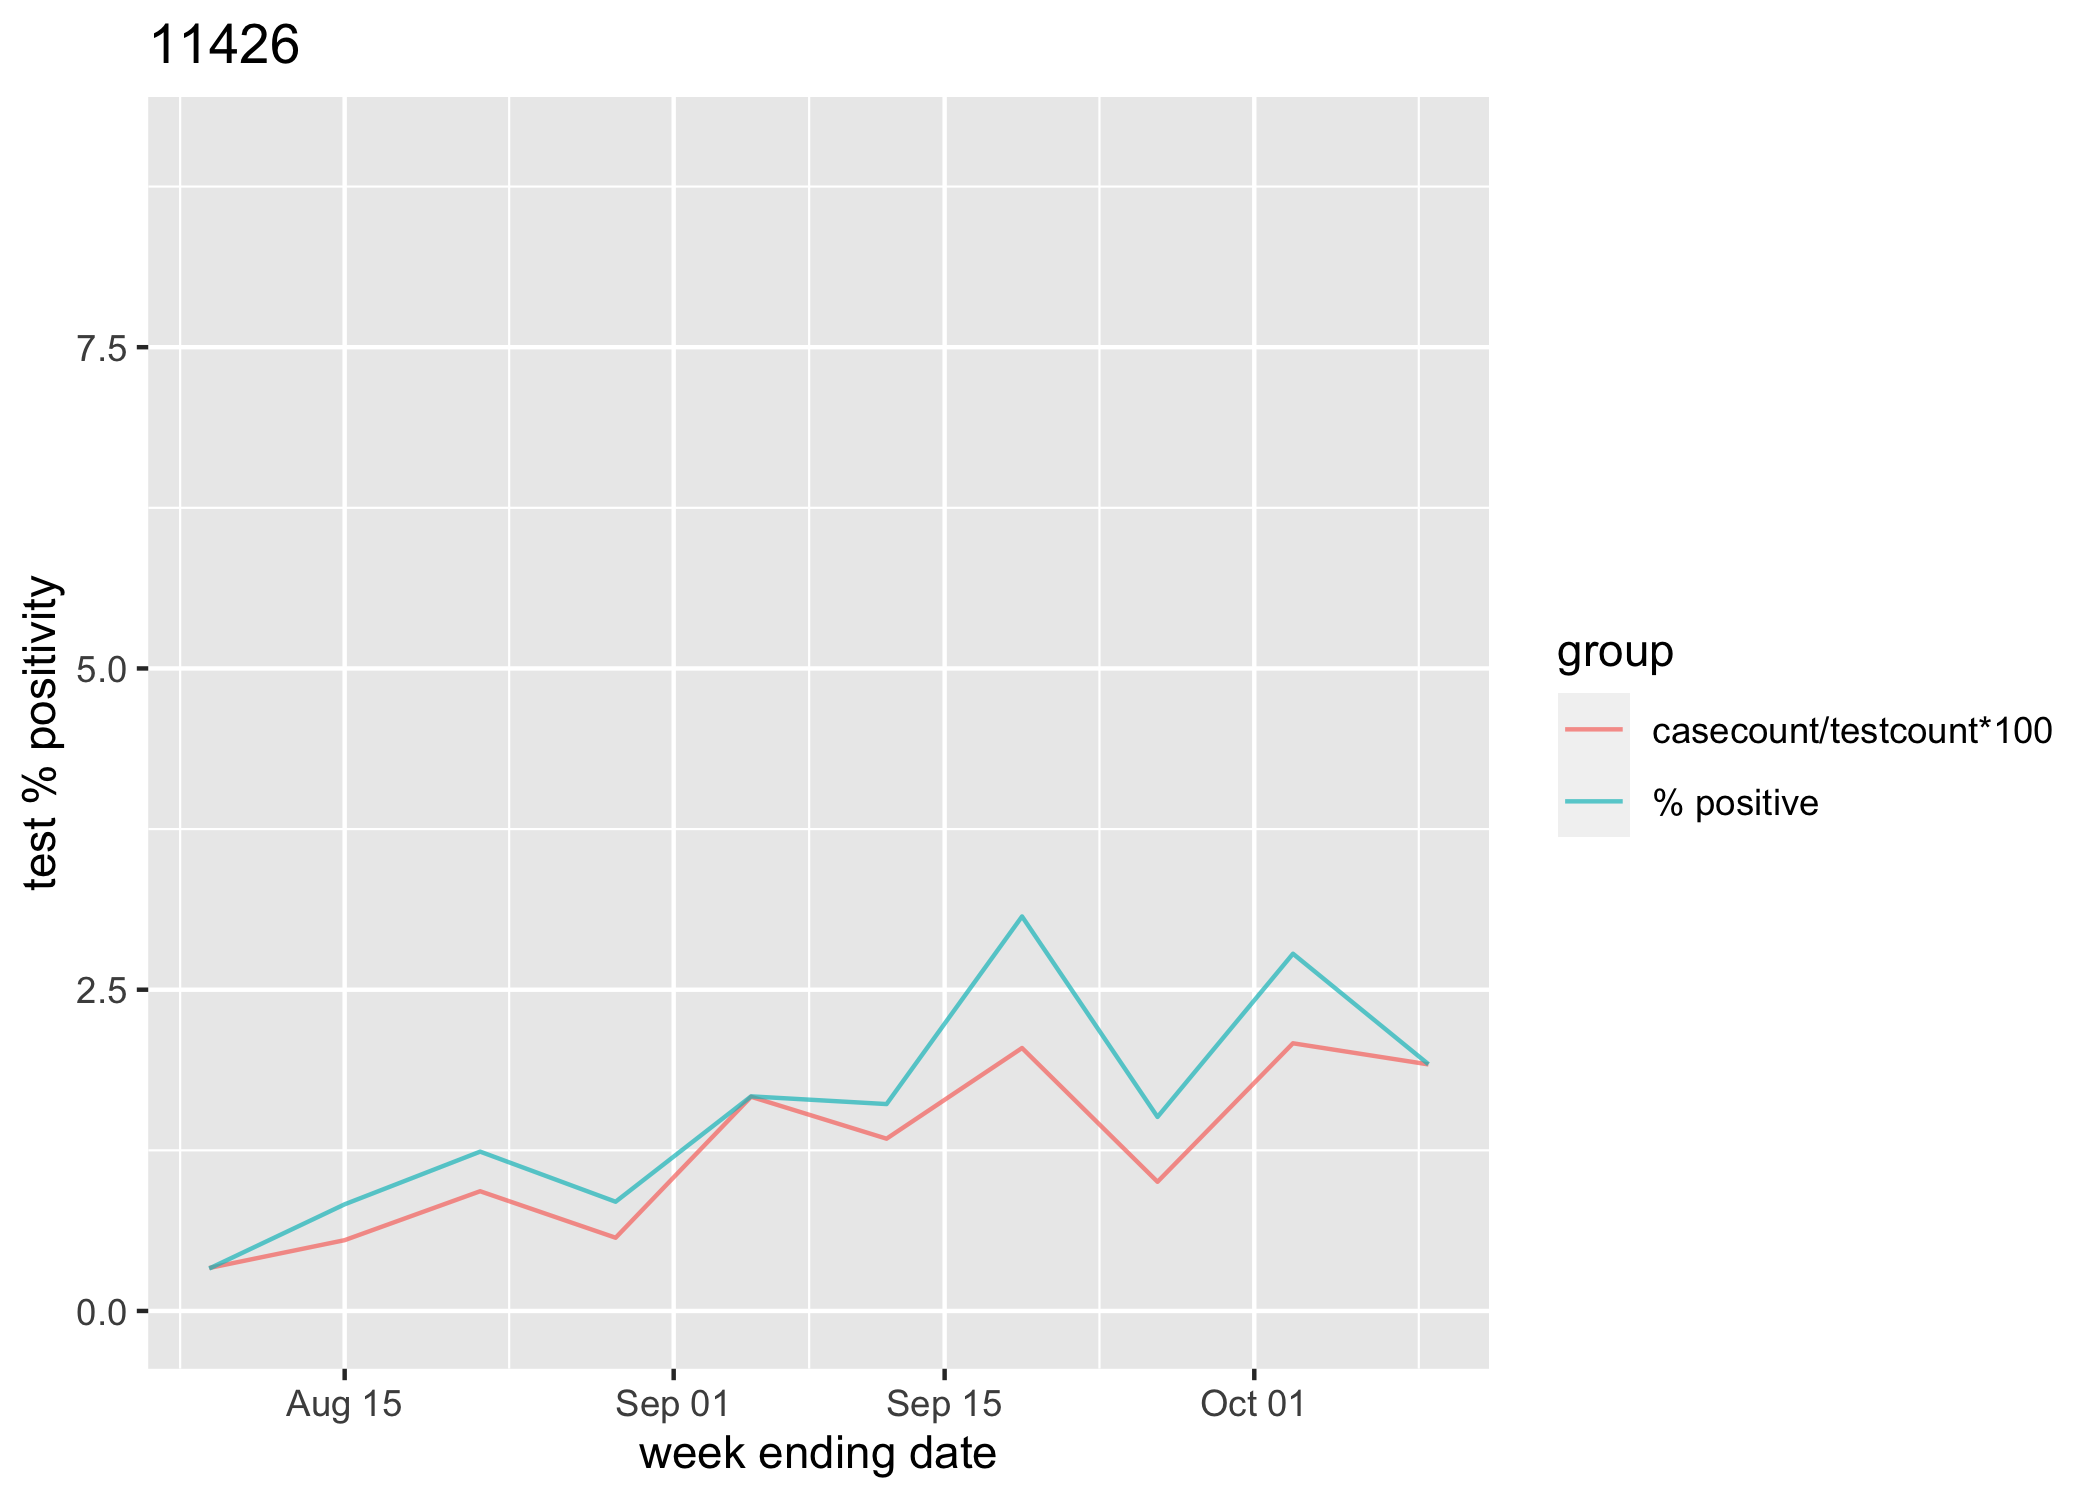 11426
test % positivity
7.5
5.0
2.5
0.0
Aug 15
Sep 01
Sep 15
Oct 01
week ending date
group
casecount/testcount*100
% positive